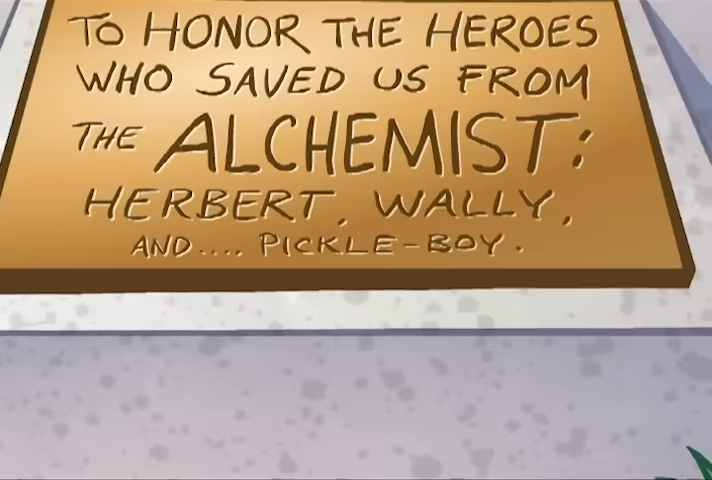 TO HONOR THE HEROES
WHO SAVED US FROM
THE ALCHEMIST:
HERBERT, WALLY,
AND.... PICKLE-BOY.